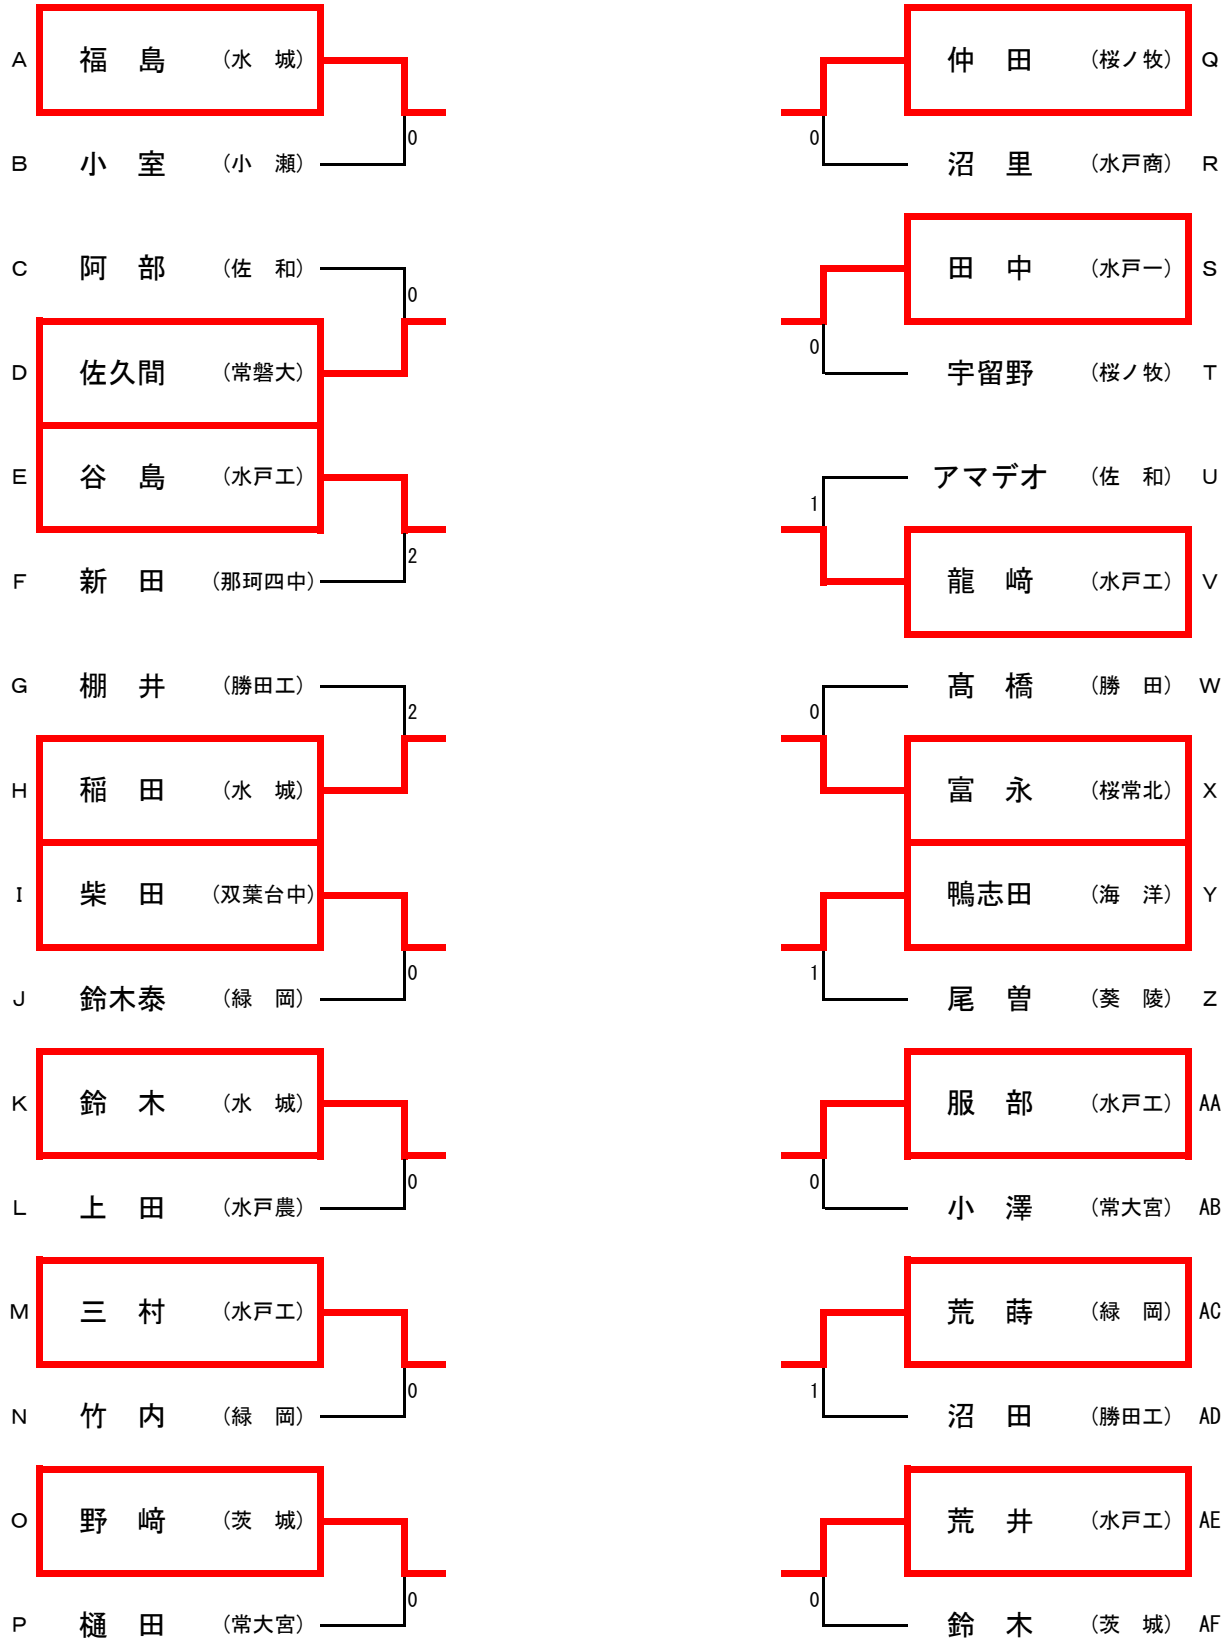 A 福　島 （水　城）
0
B 小　室 （小　瀬）
C 阿　部 （佐　和）
0
D 佐久間 （常磐大）
E 谷　島 （水戸工）
2
F 新　田 （那珂四中）
G 棚　井 （勝田工）
2
H 稲　田 （水　城）
I 柴　田 （双葉台中）
0
J 鈴木泰 （緑　岡）
K 鈴　木 （水　城）
0
L 上　田 （水戸農）
M 三　村 （水戸工）
0
N 竹　内 （緑　岡）
O 野　﨑 （茨　城）
0
P 樋　田 （常大宮）
仲　田 （桜ノ牧） Q
0
沼　里 （水戸商） R
田　中 （水戸一） S
0
宇留野 （桜ノ牧） T
アマデオ （佐　和） U
1
龍　﨑 （水戸工） V
髙　橋 （勝　田） W
0
富　永 （桜常北） X
鴨志田 （海　洋） Y
1
尾　曽 （葵　陵） Z
服　部 （水戸工） AA
0
小　澤 （常大宮） AB
荒　蒔 （緑　岡） AC
1
沼　田 （勝田工） AD
荒　井 （水戸工） AE
0
鈴　木 （茨　城） AF